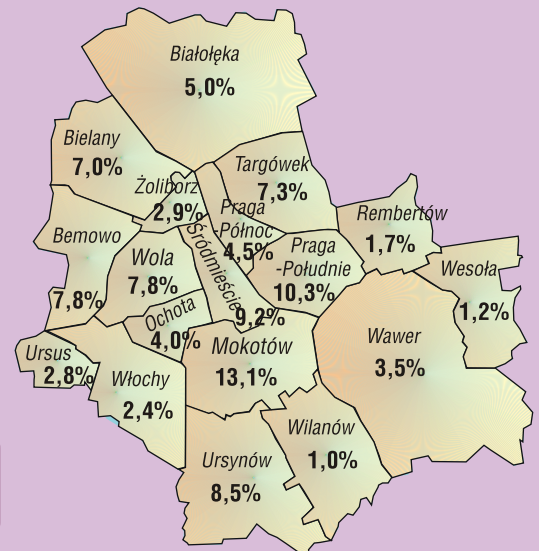 Białołęka
5,0%
Bielany
7,0%
Targówek
7,3%
Żoliborz
2,9%
Praga
-Północ
4,5%
Rembertów
1,7%
Bemowo
7,8%
Wola
7,8%
Śródmieście
9,2%
Praga
-Południe
10,3%
Wesoła
1,2%
Ochota
4,0%
Ursus
2,8%
Włochy
2,4%
Mokotów
13,1%
Wawer
3,5%
Ursynów
8,5%
Wilanów
1,0%